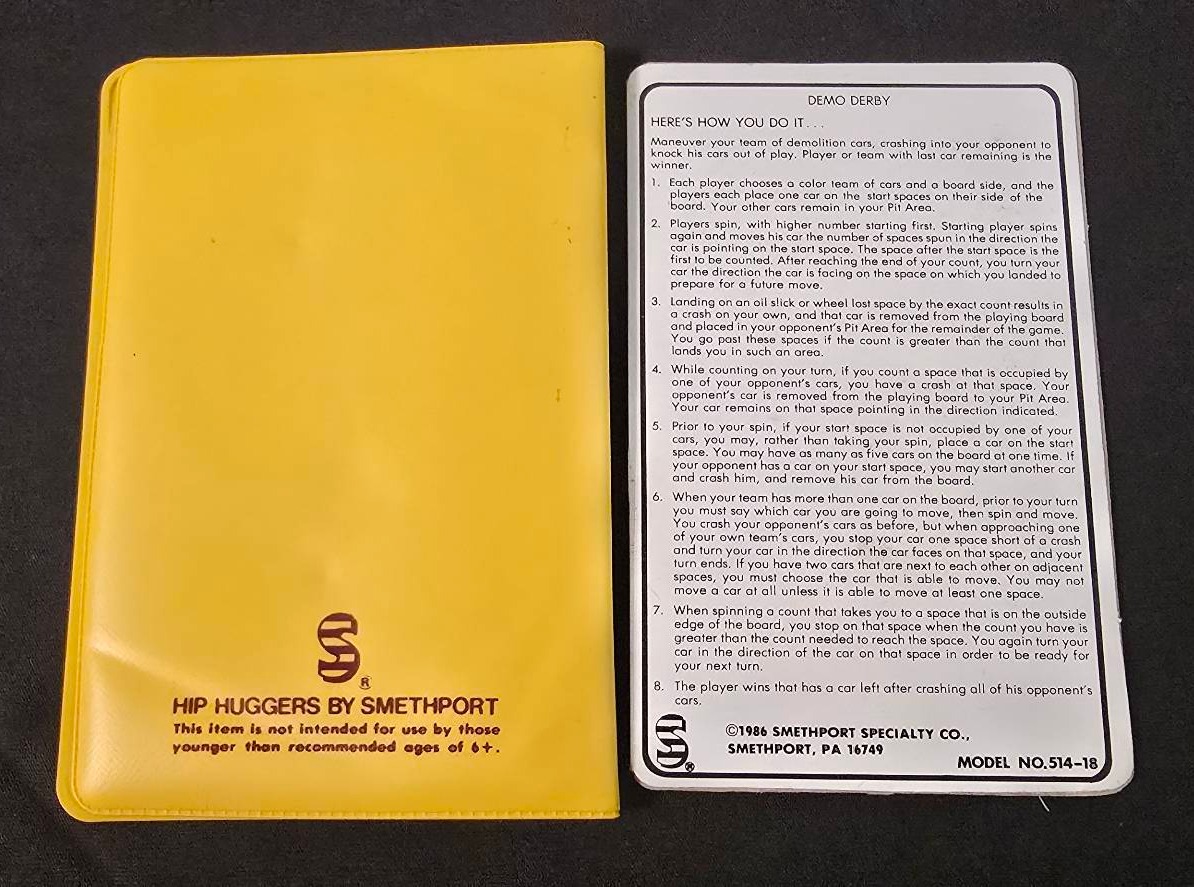 HIP HUGGERS BY SMETHPORT
This item is not intended for use by those
younger than recommended ages of 6+.
DEMO DERBY
HERE'S HOW YOU DO IT...
Maneuver your team of demolition cars, crashing into your opponent to
knock his cars out of play. Player or team with last car remaining is the
winner.
1. Each player chooses a color team of cars and a board side, and the
players each place one car on the start spaces on their side of the
board. Your other cars remain in your Pit Area.
2. Players spin, with higher number starting first. Starting player spins
again and moves his car the number of spaces spun in the direction the
car is pointing on the start space. The space after the start space is the
first to be counted. After reaching the end of your count, you turn your
car the direction the car is facing on the space on which you landed to
prepare for a future move.
3. Landing on an oil slick or wheel lost space by the exact count results in
a crash on your own, and that car is removed from the playing board
and placed in your opponent's Pit Area for the remainder of the game.
You go past these spaces if the count is greater than the count that
lands you in such an area.
4. While counting on your turn, if you count a space that is occupied by
one of your opponent's cars, you have a crash at that space. Your
opponent's car is removed from the playing board to your Pit Area.
Your car remains on that space pointing in the direction indicated.
5. Prior to your spin, if your start space is not occupied by one of your
cars, you may, rather than taking your spin, place a car on the start
space. You may have as many as five cars on the board at one time. If
your opponent has a car on your start space, you may start another car
and crash him, and remove his car from the board.
6. When your team has more than one car on the board, prior to your turn
you must say which car you are going to move, then spin and move.
You crash your opponent's cars as before, but when approaching one
of your own team's cars, you stop your car one space short of a crash
and turn your car in the direction the car faces on that space, and your
turn ends. If you have two cars that are next to each other on adjacent
spaces, you must choose the car that is able to move. You may not
move a car at all unless it is able to move at least one space.
7. When spinning a count that takes you to a space that is on the outside
edge of the board, you stop on that space when the count you have is
greater than the count needed to reach the space. You again turn your
car in the direction of the car on that space in order to be ready for
your next turn.
8. The player wins that has a car left after crashing all of his opponent's
cars.
©1986 SMETHPORT SPECIALTY CO.,
SMETHPORT, PA 16749
MODEL NO.514-18